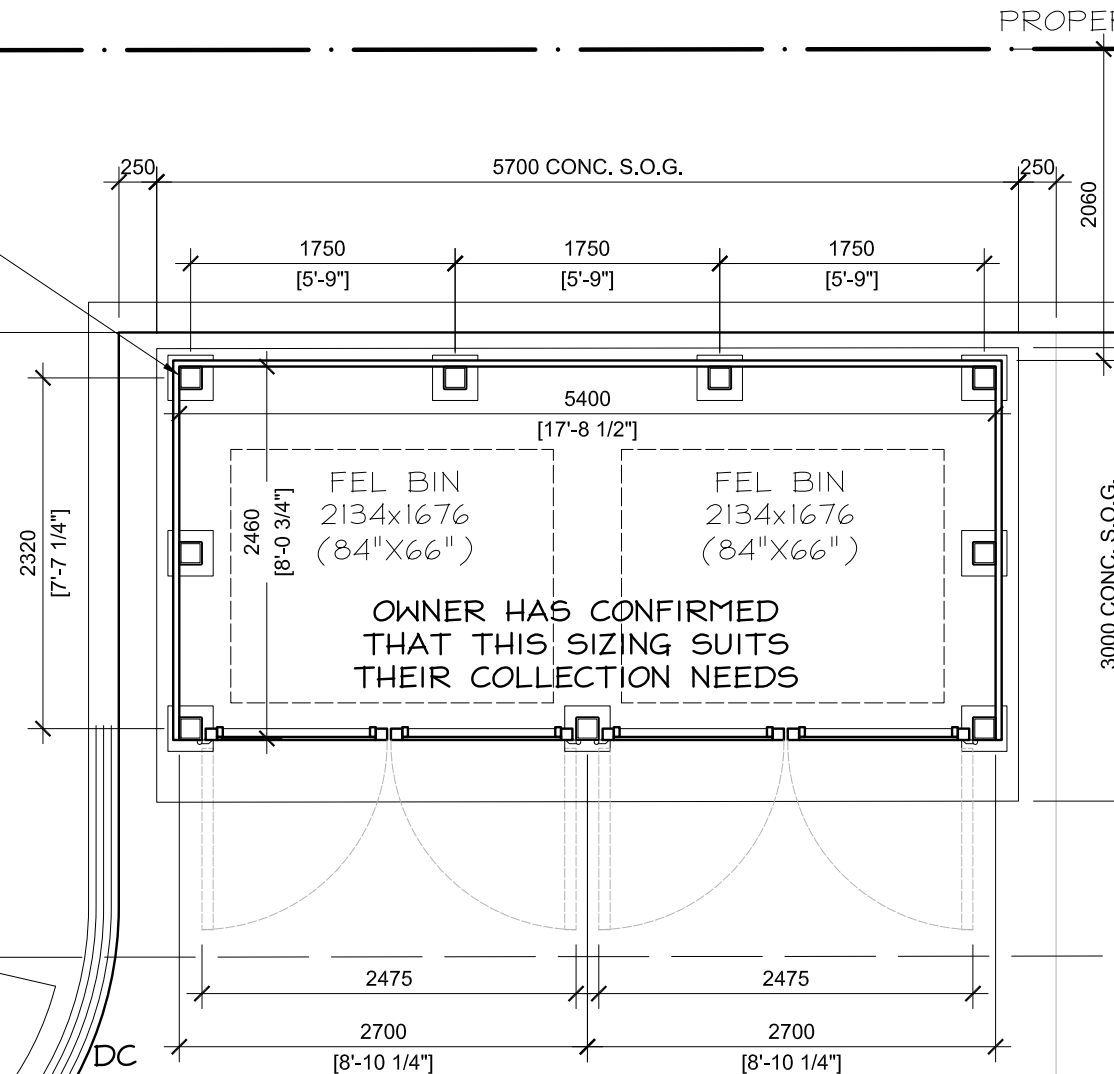 PROPER
250
5700 CONC. S.O.G.
250
2060
1750
[5'-9"]
1750
[5'-9"]
1750
[5'-9"]
5400
[17'-8 1/2"]
2320
[7'-7 1/4"]
2460
[8'-0 3/4"]
FEL BIN
2134x1676
(84"X66")
FEL BIN
2134x1676
(84"X66")
3000 CONC. S.O.G.
OWNER HAS CONFIRMED
THAT THIS SIZING SUITS
THEIR COLLECTION NEEDS
2475
2475
2700
[8'-10 1/4"]
2700
[8'-10 1/4"]
DC